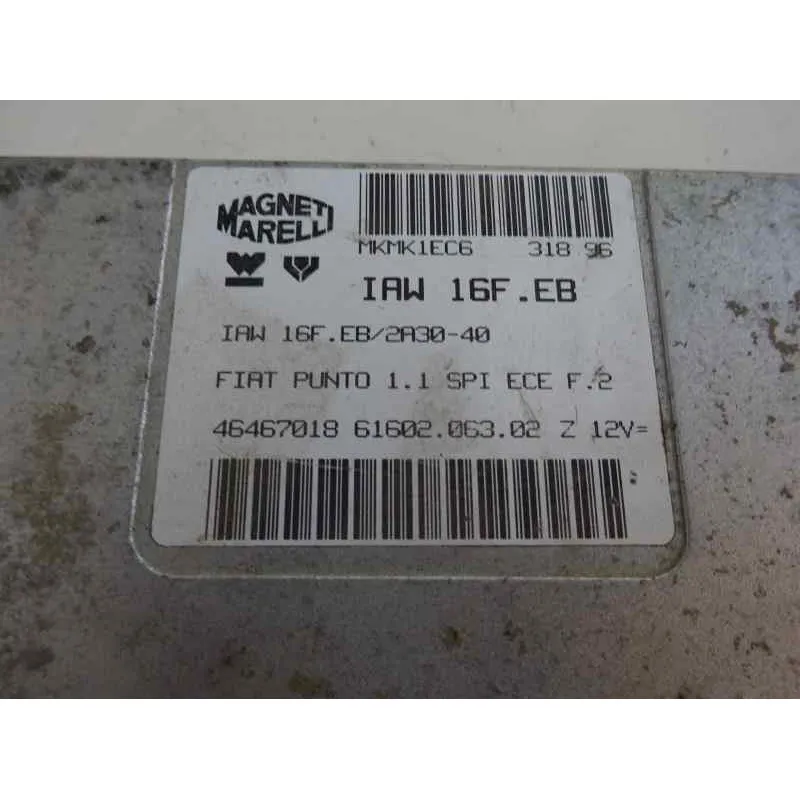 MAGNETI
MARELLI
MKMK1EC6 318 96
IAW 16F.EB
IAW 16F.EB/2A30-40
FIAT PUNTO 1.1 SPI ECE F.2
46467018 61602.063.02 Z 12V=